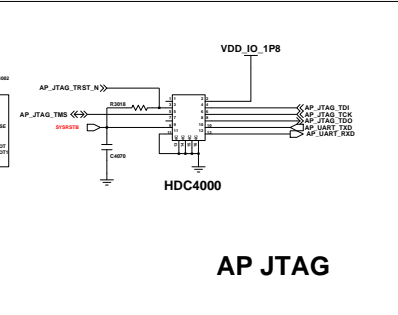 VDD_IO_1P8
AP_JTAG_TRST_N
R3018
AP_JTAG_TMS
SYSRSTB
C4070
AP_JTAG_TDI
AP_JTAG_TCK
AP_JTAG_TDO
AP_UART_TXD
AP_UART_RXD
HDC4000
AP JTAG